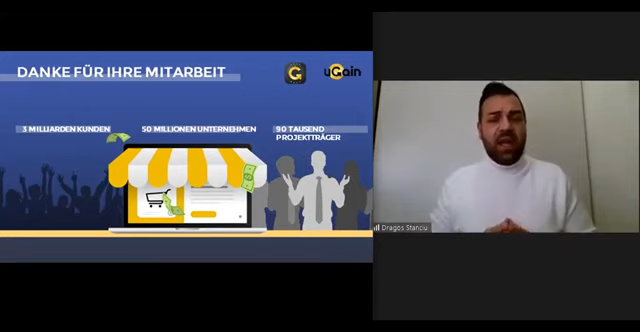 DANKE FÜR IHRE MITARBEIT
G
uGain
3 MILLIARDEN KUNDEN
50 MILLIONEN UNTERNEHMEN
90 TAUSEND
PROJEKTTRÄGER
Dragos Stanciu